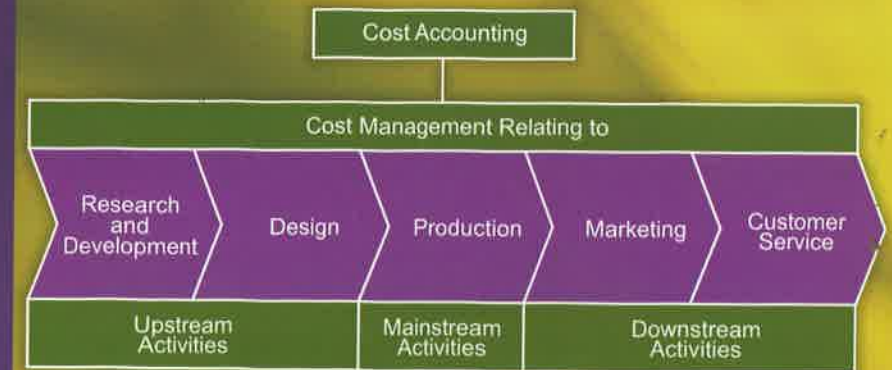 Cost Accounting
Cost Management Relating to
Research
and
Development
Design
Production
Marketing
Customer
Service
Upstream
Activities
Mainstream
Activities
Downstream
Activities